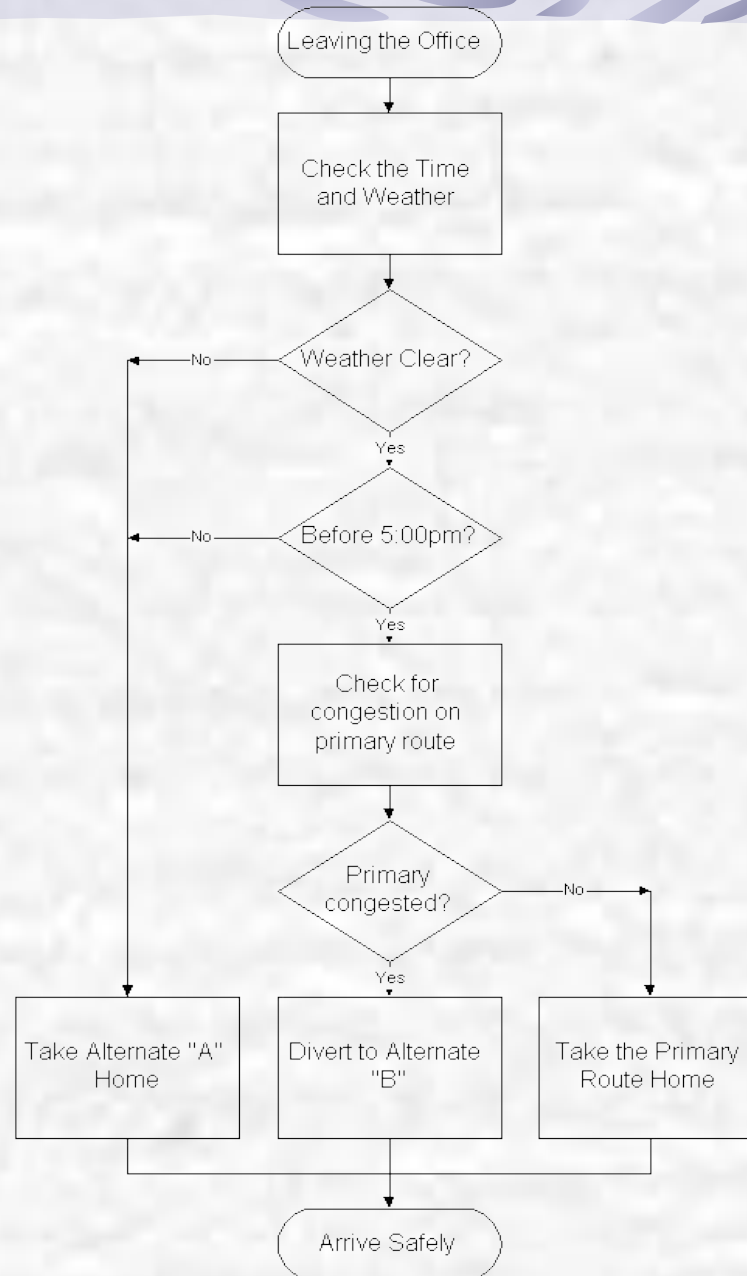 Leaving the Office
Check the Time
and Weather
Weather Clear?
No
Yes
Before 5:00pm?
No
Yes
Check for
congestion on
primary route
Primary
congested?
No
Yes
Take Alternate "A"
Home
Divert to Alternate
"B"
Take the Primary
Route Home
Arrive Safely